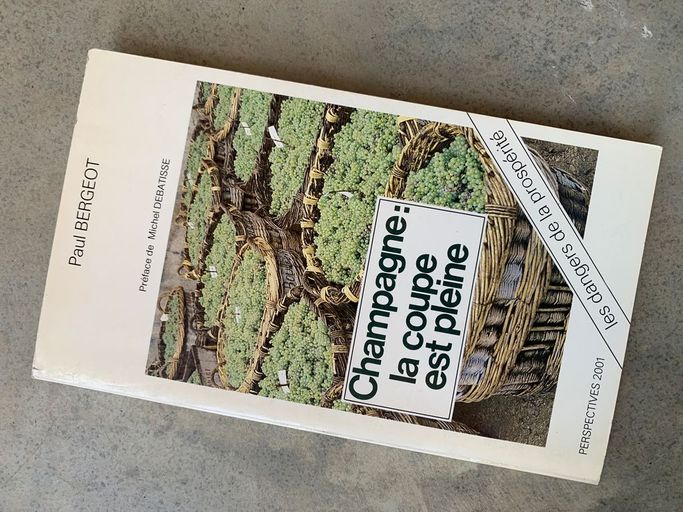 Paul BERGEOT
Préface de Michel DEBATISSE
Champagne:
la coupe
est pleine
les dangers de la prospérité
PERSPECTIVES 2001